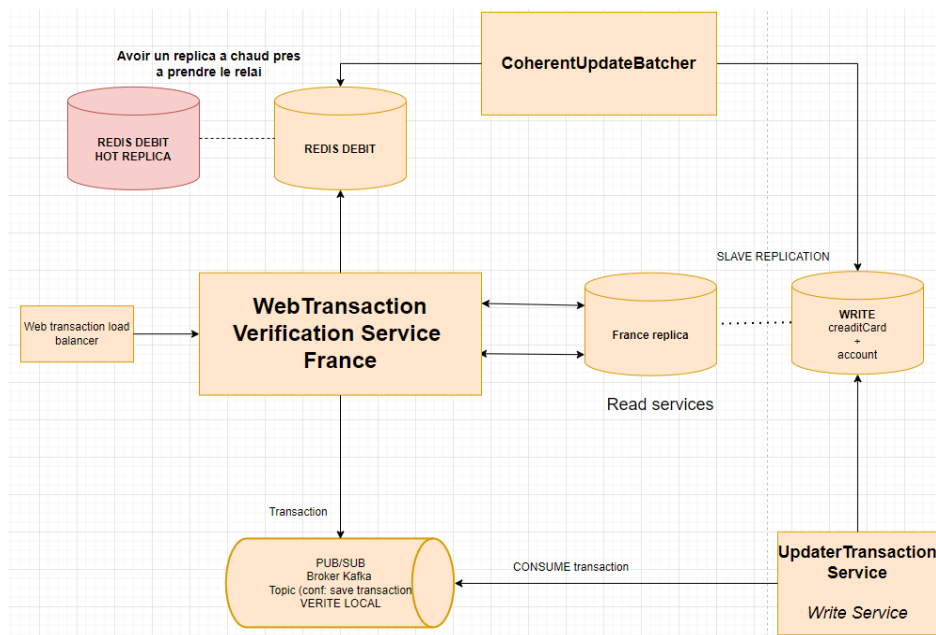 Avoir un replica a chaud pres
a prendre le relai
CoherentUpdateBatcher
REDIS DEBIT
HOT REPLICA
REDIS DEBIT
SLAVE REPLICATION
Web transaction load
balancer
WebTransaction
Verification Service
France
France replica
WRITE
creaditCard
+
account
Read services
Transaction
PUB/SUB
Broker Kafka
Topic (conf: save transaction
VERITE LOCAL
CONSUME transaction
UpdaterTransaction
Service
Write Service